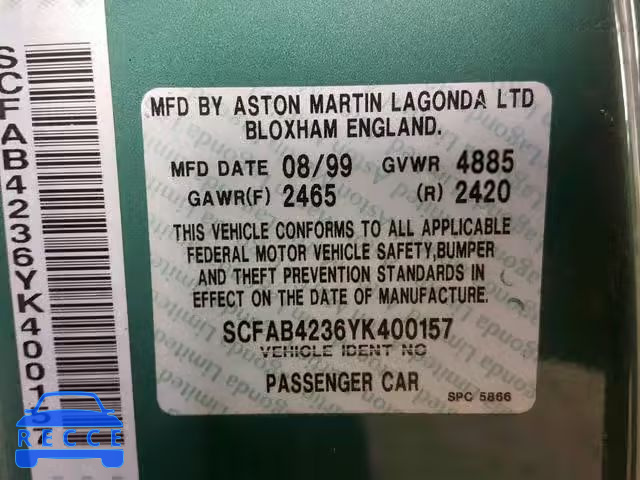 SCFAB4236YK400157
MFD BY ASTON MARTIN LAGONDA LTD
BLOXHAM ENGLAND.
MFD DATE 08/99 GVWR 4885
GAWR(F) 2465 (R) 2420
THIS VEHICLE CONFORMS TO ALL APPLICABLE
FEDERAL MOTOR VEHICLE SAFETY,BUMPER
AND THEFT PREVENTION STANDARDS IN
EFFECT ON THE DATE OF MANUFACTURE.
SCFAB4236YK400157
VEHICLE IDENT NO
PASSENGER CAR
SPC 5866
RECCE